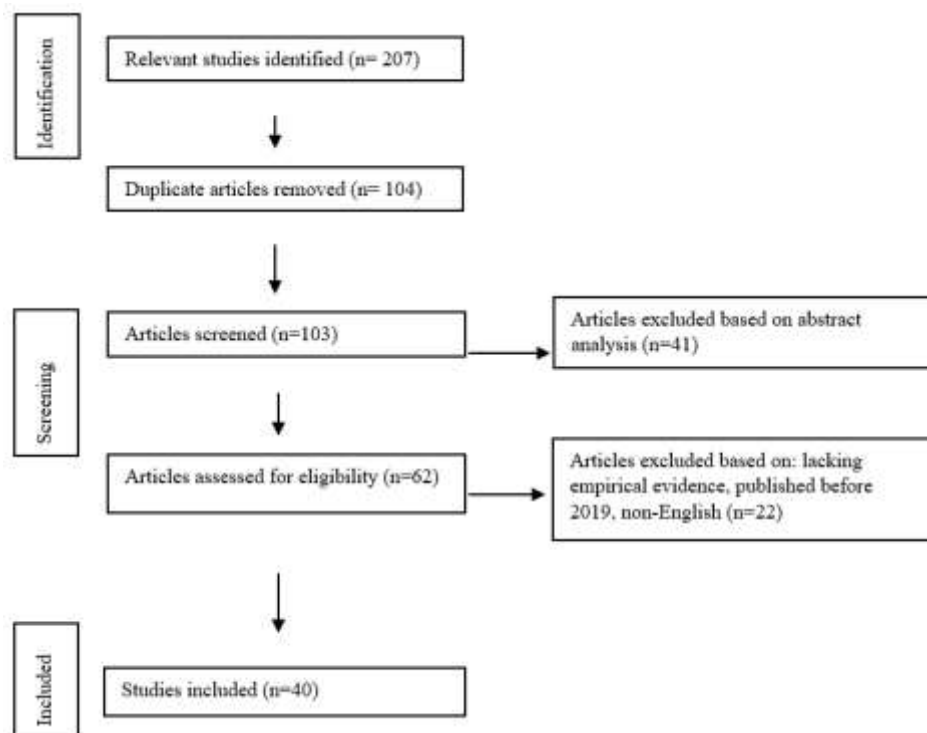 Identification
Relevant studies identified (n= 207)
Duplicate articles removed (n= 104)
Screening
Articles screened (n=103)
Articles excluded based on abstract
analysis (n=41)
Articles assessed for eligibility (n=62)
Articles excluded based on: lacking
empirical evidence, published before
2019, non-English (n=22)
Included
Studies included (n=40)